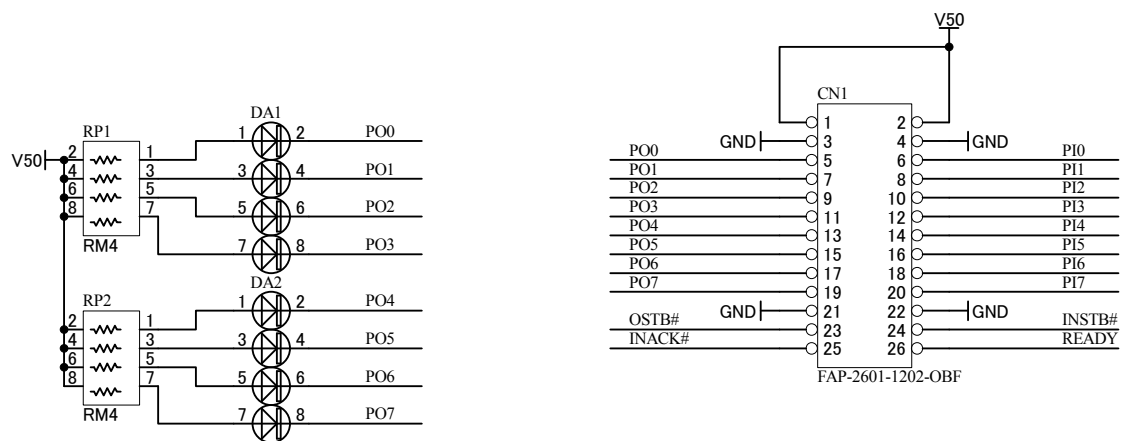 V50
RP1
2 1
4 3
6 5
8 7
RM4
V50
DA1
1 2 PO0
3 4 PO1
5 6 PO2
7 8 PO3
RP2
2 1
4 3
6 5
8 7
RM4
DA2
1 2 PO4
3 4 PO5
5 6 PO6
7 8 PO7
CN1
1 2
GND 3 4 GND
PO0 5 6 PI0
PO1 7 8 PI1
PO2 9 10 PI2
PO3 11 12 PI3
PO4 13 14 PI4
PO5 15 16 PI5
PO6 17 18 PI6
PO7 19 20 PI7
GND 21 22 GND
OSTB# 23 24 INSTB#
INACK# 25 26 READY
FAP-2601-1202-OBF